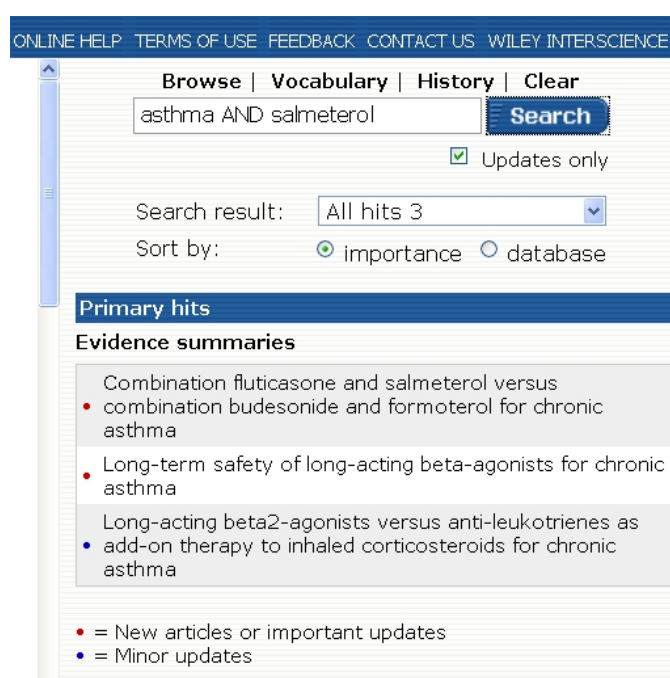 ONLINE HELP TERMS OF USE FEEDBACK CONTACT US WILEY INTERSCIENCE
Browse | Vocabulary | History | Clear
asthma AND salmeterol Search
Updates only
Search result: All hits 3
Sort by: importance database
Primary hits
Evidence summaries
Combination fluticasone and salmeterol versus
• combination budesonide and formoterol for chronic
asthma
Long-term safety of long-acting beta-agonists for chronic
• asthma
Long-acting beta2-agonists versus anti-leukotrienes as
• add-on therapy to inhaled corticosteroids for chronic
asthma
• = New articles or important updates
• = Minor updates